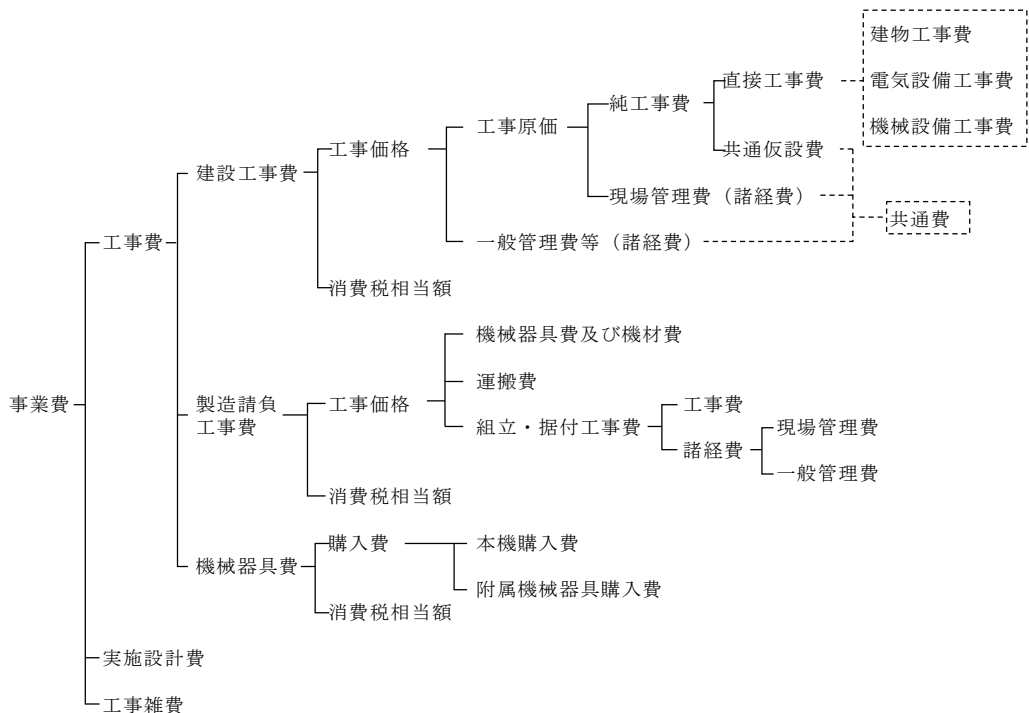 建物工事費
直接工事費
電気設備工事費
純工事費
工事原価
機械設備工事費
工事価格
共通仮設費
建設工事費
現場管理費（諸経費）
共通費
工事費
一般管理費等（諸経費）
消費税相当額
機械器具費及び機材費
運搬費
事業費
製造請負
工事費
工事価格
工事費
組立・据付工事費
現場管理費
諸経費
一般管理費
消費税相当額
購入費
本機購入費
機械器具費
附属機械器具購入費
消費税相当額
実施設計費
工事雑費